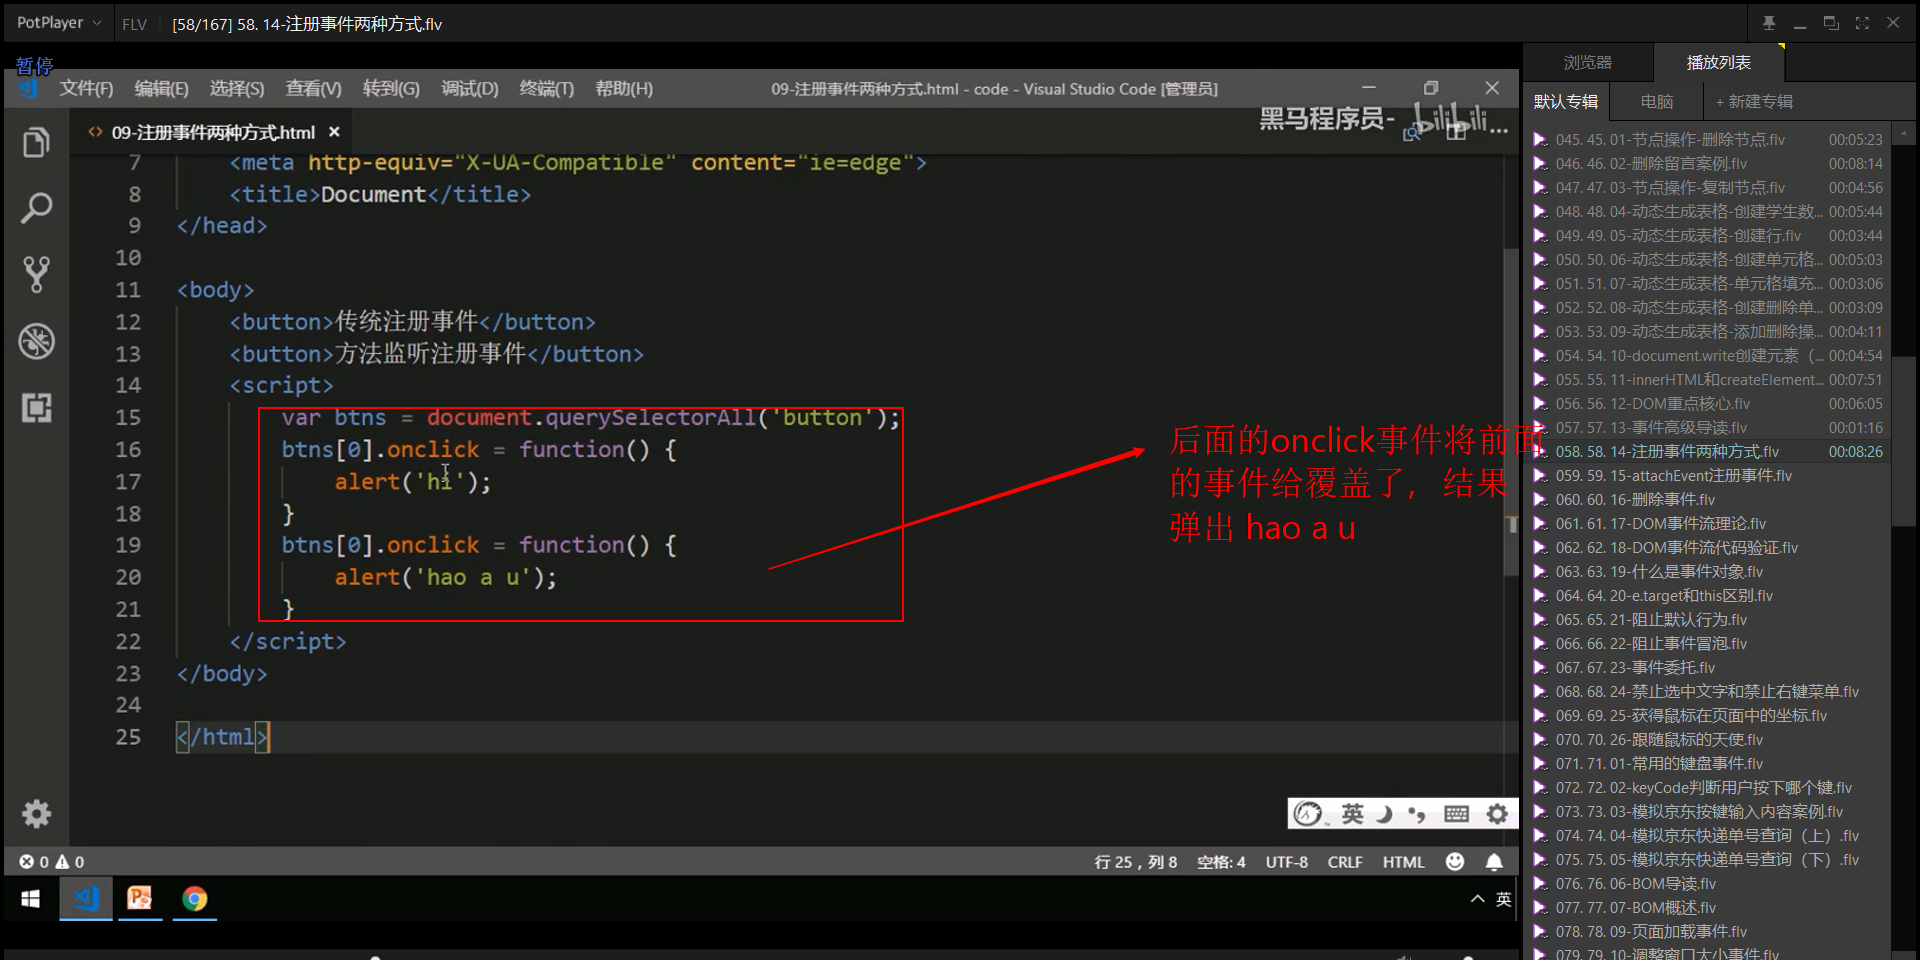 PotPlayer
FLV
[58/167] 58. 14-注册事件两种方式.flv
暂停
文件(F) 编辑(E) 选择(S) 查看(V) 转到(G) 调试(D) 终端(T) 帮助(H)
09-注册事件两种方式.html - code - Visual Studio Code [管理员]
09-注册事件两种方式.html
黑马程序员-
bilibili
7 <meta http-equiv="X-UA-Compatible" content="ie=edge">
8 <title>Document</title>
9 </head>
10
11 <body>
12 <button>传统注册事件</button>
13 <button>方法监听注册事件</button>
14 <script>
15 var btns = document.querySelectorAll('button');
16 btns[0].onclick = function() {
17 alert('hi');
18 }
19 btns[0].onclick = function() {
20 alert('hao a u');
21 }
22 </script>
23 </body>
24
25 </html>
后面的onclick事件将前面
的事件给覆盖了，结果
弹出 hao a u
英
0 0
行 25，列 8 空格: 4 UTF-8 CRLF HTML
英
浏览器 播放列表
默认专辑 电脑 + 新建专辑
045. 45. 01-节点操作-删除节点.flv 00:05:23
046. 46. 02-删除留言案例.flv 00:08:14
047. 47. 03-节点操作-复制节点.flv 00:04:56
048. 48. 04-动态生成表格-创建学生数... 00:05:44
049. 49. 05-动态生成表格-创建行.flv 00:03:44
050. 50. 06-动态生成表格-创建单元格... 00:05:03
051. 51. 07-动态生成表格-单元格填充... 00:03:06
052. 52. 08-动态生成表格-创建删除单... 00:03:09
053. 53. 09-动态生成表格-添加删除操... 00:04:11
054. 54. 10-document.write创建元素（... 00:04:54
055. 55. 11-innerHTML和createElement... 00:07:51
056. 56. 12-DOM重点核心.flv 00:06:05
057. 57. 13-事件高级导读.flv 00:01:16
058. 58. 14-注册事件两种方式.flv 00:08:26
059. 59. 15-attachEvent注册事件.flv
060. 60. 16-删除事件.flv
061. 61. 17-DOM事件流理论.flv
062. 62. 18-DOM事件流代码验证.flv
063. 63. 19-什么是事件对象.flv
064. 64. 20-e.target和this区别.flv
065. 65. 21-阻止默认行为.flv
066. 66. 22-阻止事件冒泡.flv
067. 67. 23-事件委托.flv
068. 68. 24-禁止选中文字和禁止右键菜单.flv
069. 69. 25-获得鼠标在页面中的坐标.flv
070. 70. 26-跟随鼠标的天使.flv
071. 71. 01-常用的键盘事件.flv
072. 72. 02-keyCode判断用户按下哪个键.flv
073. 73. 03-模拟京东按键输入内容案例.flv
074. 74. 04-模拟京东快递单号查询（上）.flv
075. 75. 05-模拟京东快递单号查询（下）.flv
076. 76. 06-BOM导读.flv
077. 77. 07-BOM概述.flv
078. 78. 09-页面加载事件.flv
079. 79. 10-调整窗口大小事件.flv